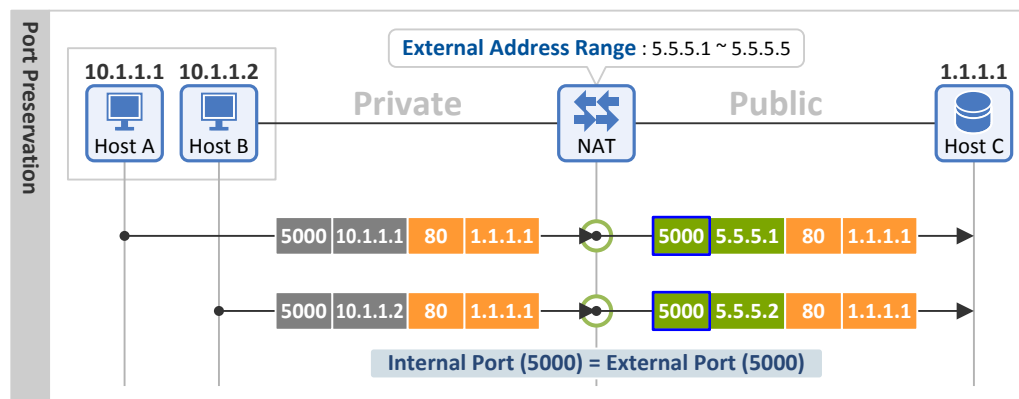 Port Preservation
External Address Range : 5.5.5.1 ~ 5.5.5.5
10.1.1.1 10.1.1.2 1.1.1.1
Private Public
Host A Host B NAT Host C
5000 10.1.1.1 80 1.1.1.1 5000 5.5.5.1 80 1.1.1.1
5000 10.1.1.2 80 1.1.1.1 5000 5.5.5.2 80 1.1.1.1
Internal Port (5000) = External Port (5000)